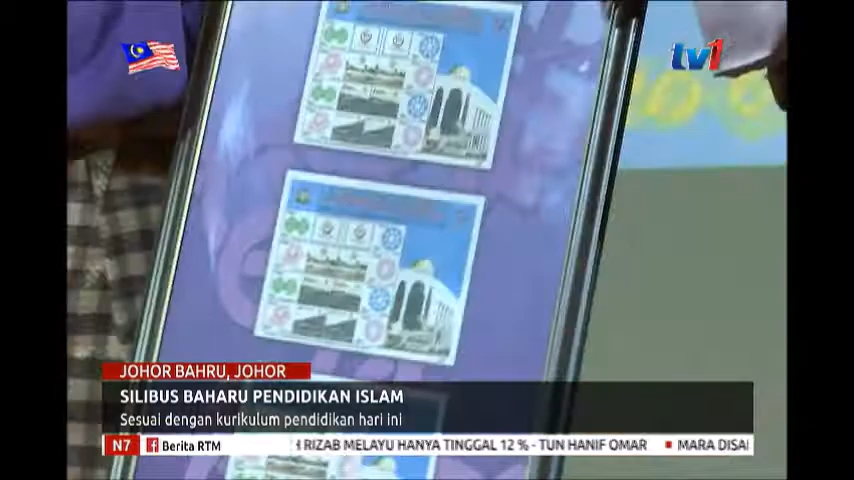 tv1
JOHOR BAHRU, JOHOR
SILIBUS BAHARU PENDIDIKAN ISLAM
Sesuai dengan kurikulum pendidikan hari ini
N7 f Berita RTM RIZAB MELAYU HANYA TINGGAL 12 % - TUN HANIF OMAR ■ MARA DISA